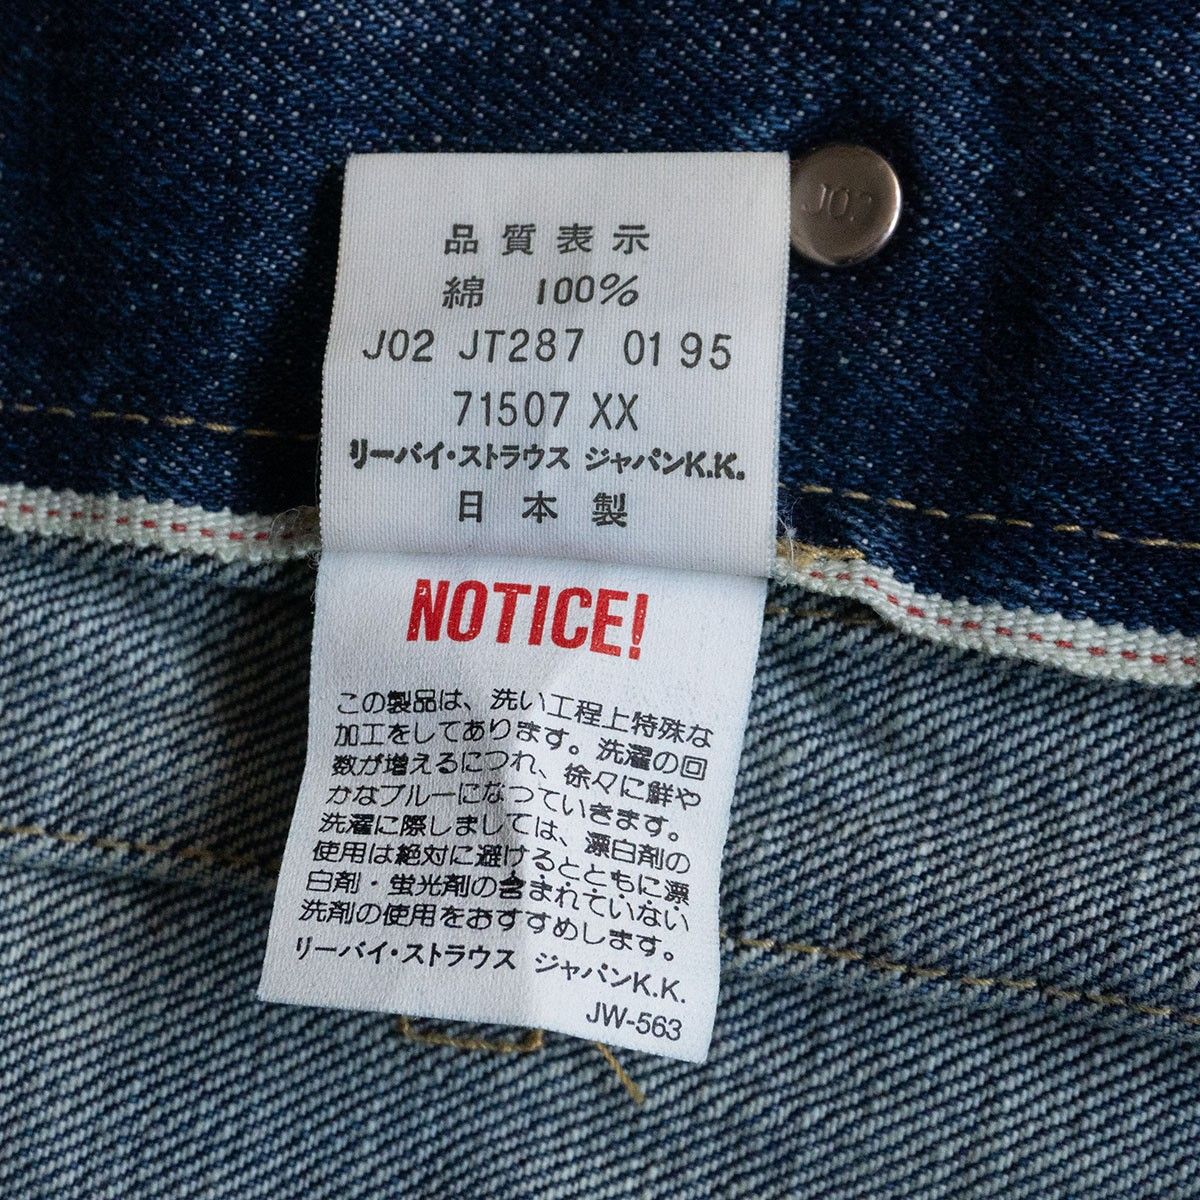 J02
品質表示
綿 100%
J02 JT287 0195
71507 XX
リーバイ・ストラウス ジャパンK.K.
日本製
NOTICE!
この製品は、洗い工程上特殊な
加工をしてあります。洗濯の回
数が増えるにつれ、徐々に鮮や
かなブルーになつていきます。
洗濯に際しましては、漂白剤の
使用は絶対に避けるとともに漂
白剤・蛍光剤の含まれていない
洗剤の使用をおすすめします。
リーバイ・ストラウス ジャパンK.K.
JW-563